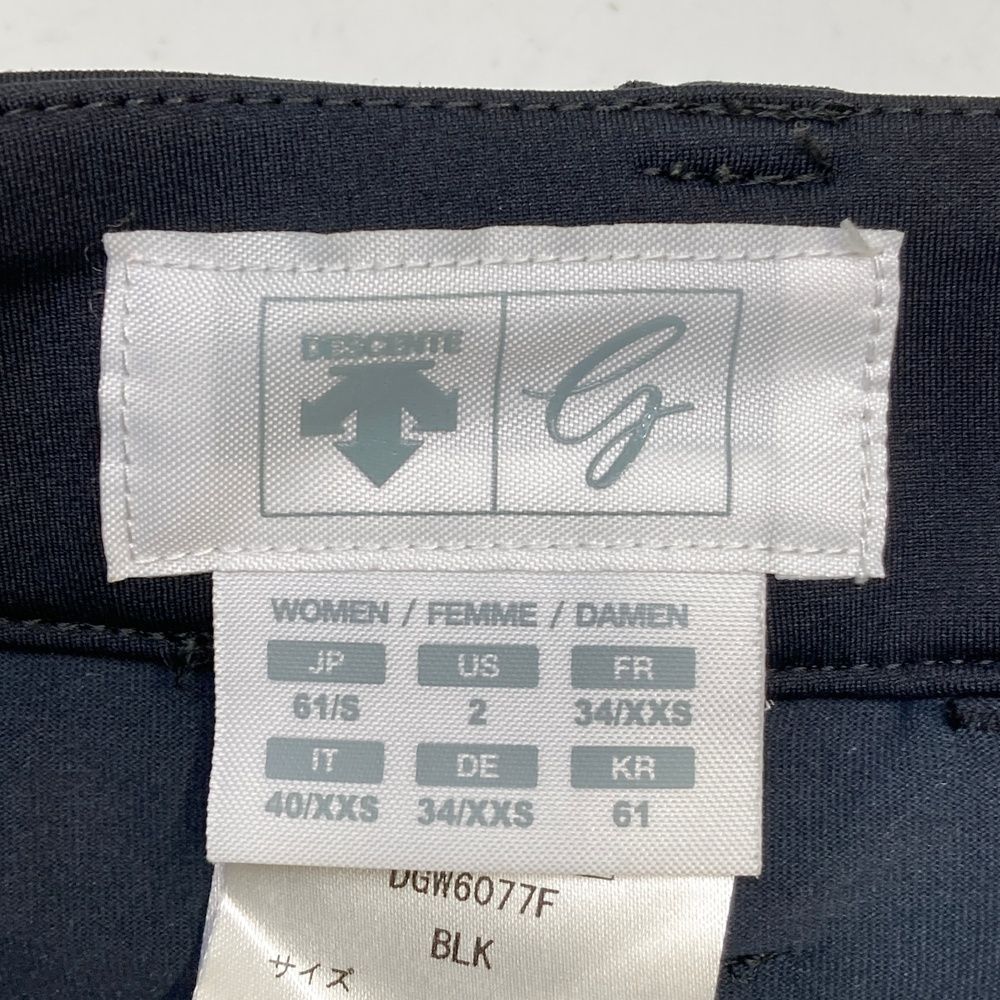 DESCENTE
WOMEN / FEMME / DAMEN
JP US FR
61/S 2 34/XXS
IT DE KR
40/XXS 34/XXS 61
DGW6077F
BLK
サイズ